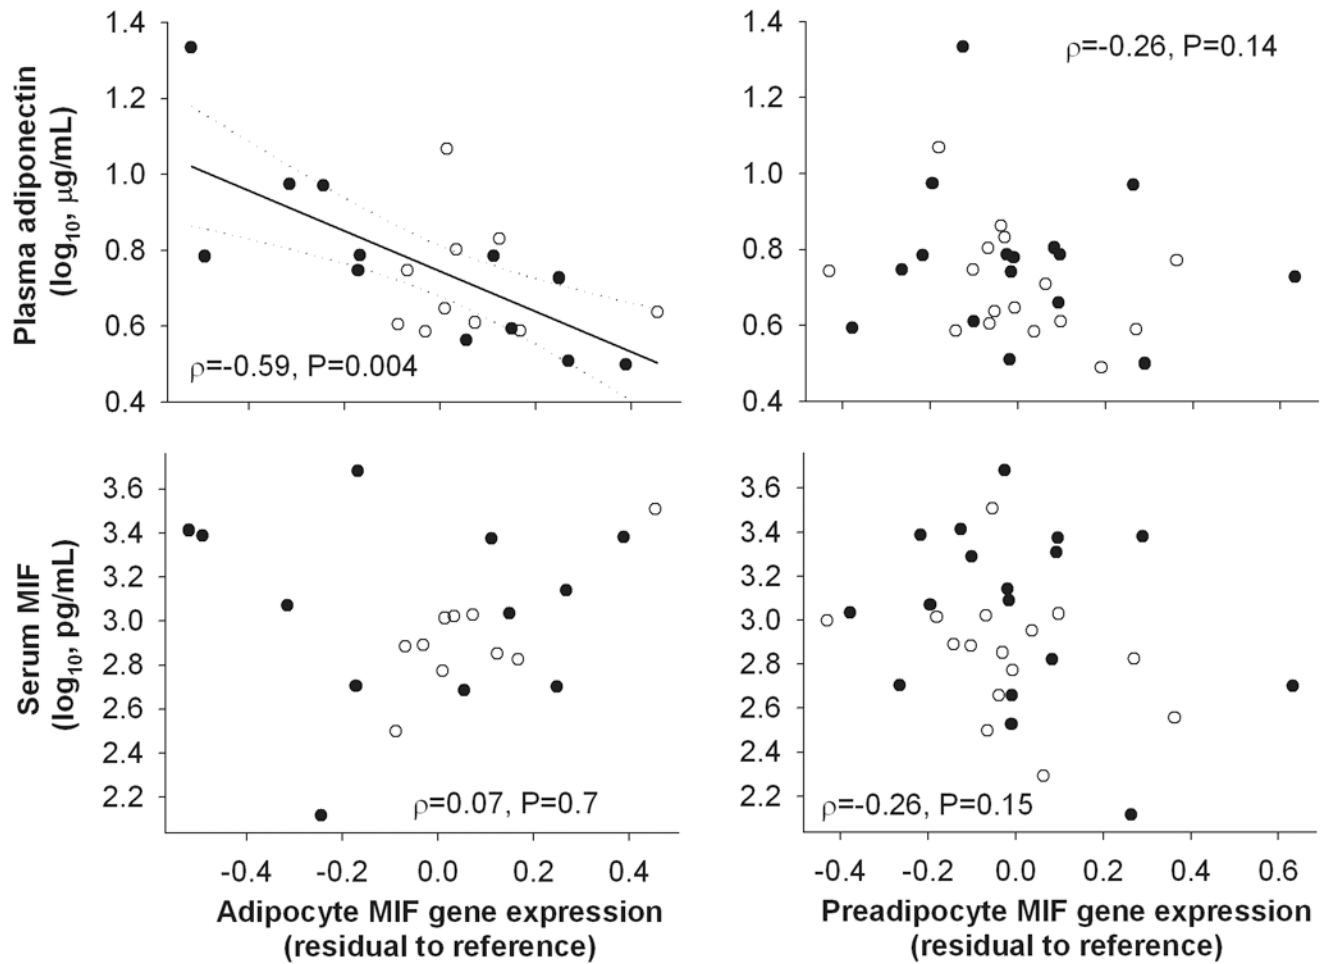 Plasma adiponectin
(log10, μg/mL)
1.4
1.2
1.0
0.8
0.6
0.4
ρ=-0.59, P=0.004
1.4
1.2
1.0
0.8
0.6
0.4
ρ=-0.26, P=0.14
Serum MIF
(log10, pg/mL)
3.6
3.4
3.2
3.0
2.8
2.6
2.4
2.2
ρ=0.07, P=0.7
-0.4 -0.2 0.0 0.2 0.4
Adipocyte MIF gene expression
(residual to reference)
3.6
3.4
3.2
3.0
2.8
2.6
2.4
2.2
ρ=-0.26, P=0.15
-0.4 -0.2 0.0 0.2 0.4 0.6
Preadipocyte MIF gene expression
(residual to reference)